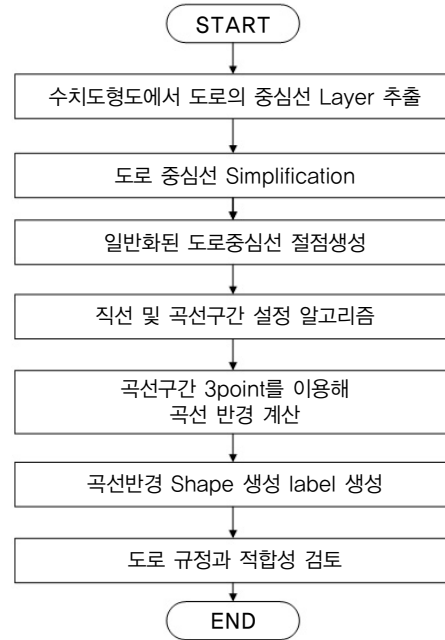 START
수치도형도에서 도로의 중심선 Layer 추출
도로 중심선 Simplification
일반화된 도로중심선 절점생성
직선 및 곡선구간 설정 알고리즘
곡선구간 3point를 이용해
곡선 반경 계산
곡선반경 Shape 생성 label 생성
도로 규정과 적합성 검토
END